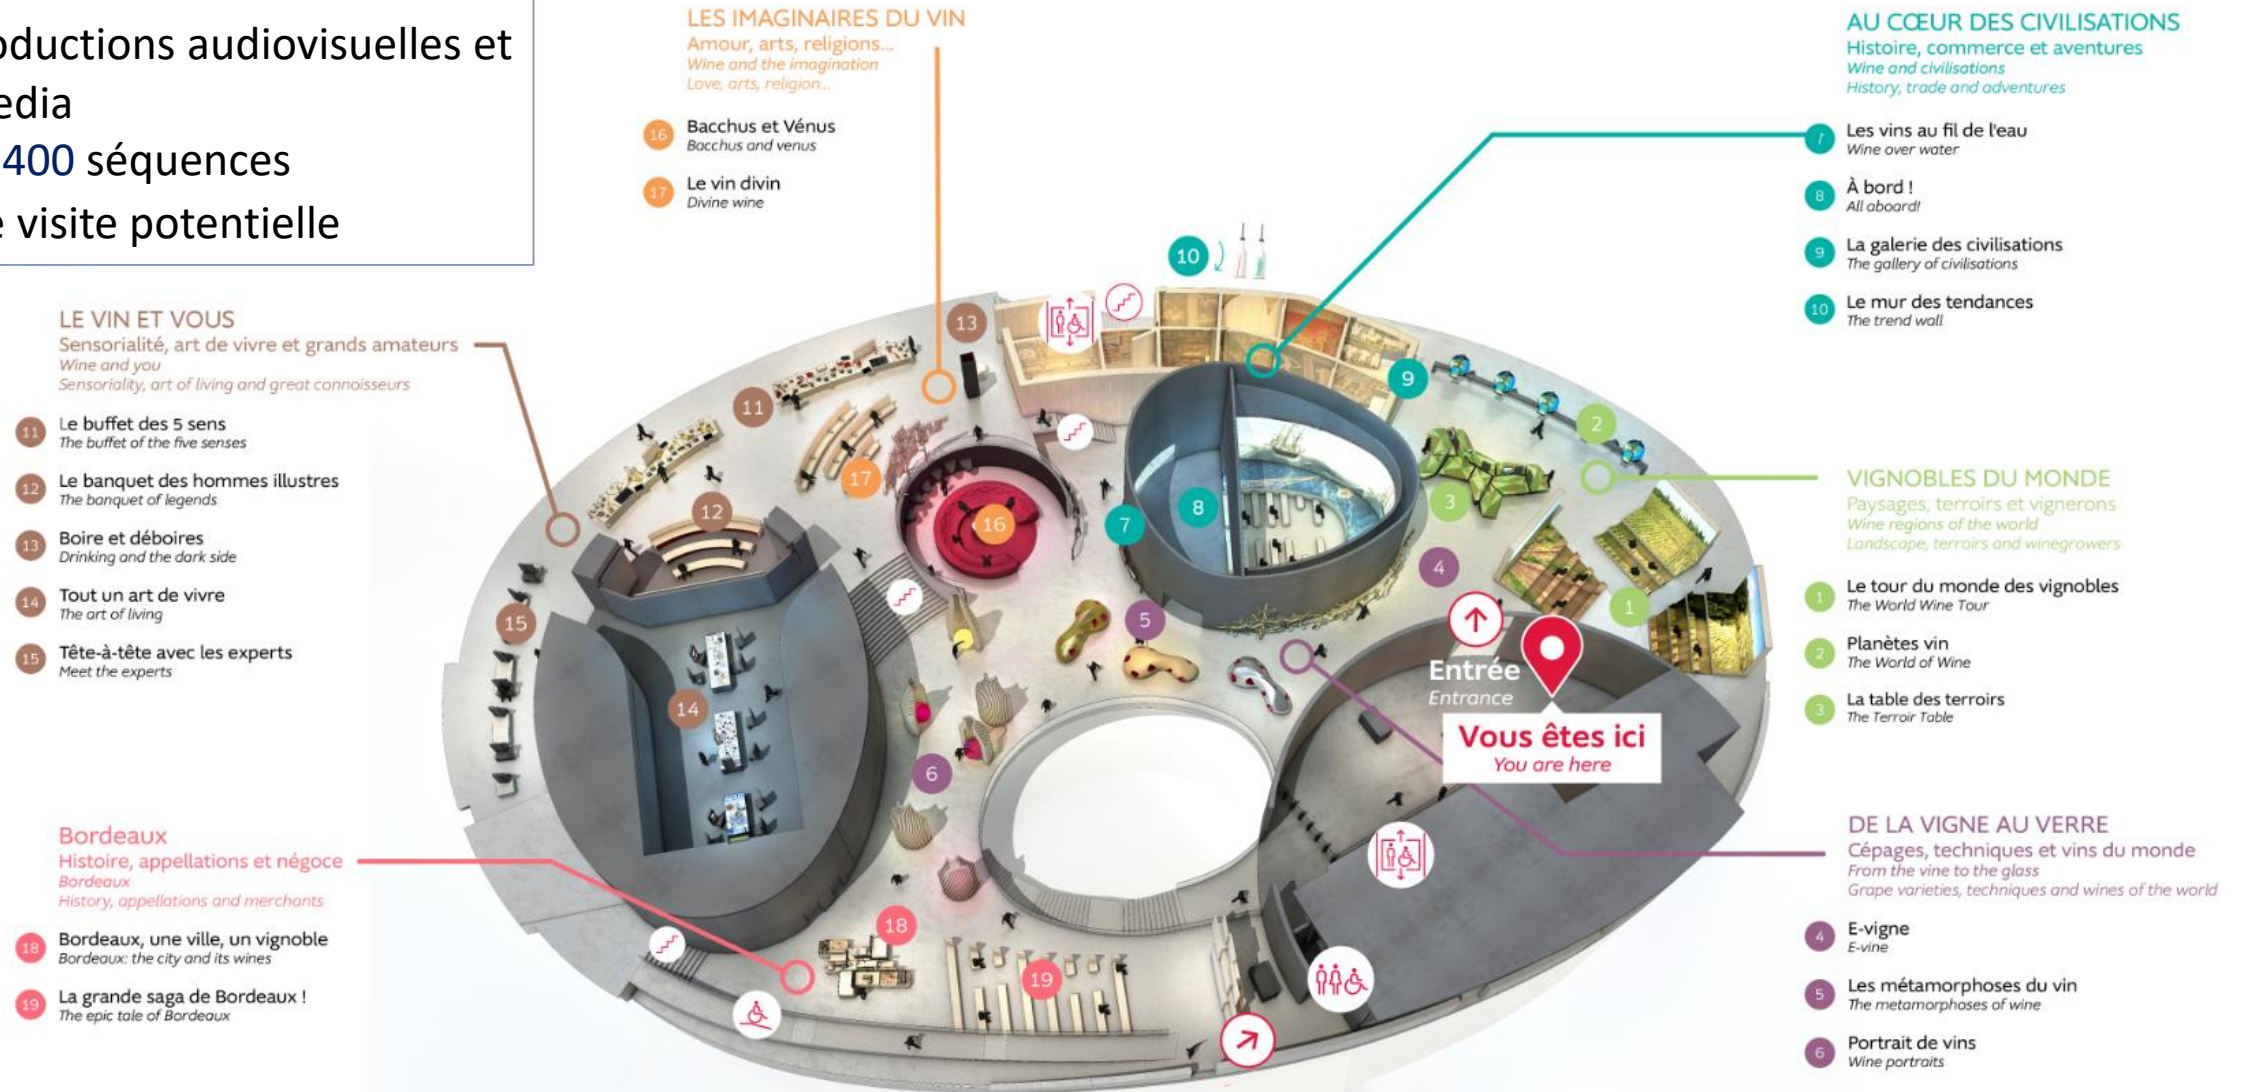 oductions audiovisuelles et
edia
400 séquences
e visite potentielle
LES IMAGINAIRES DU VIN
Amour, arts, religions...
Wine and the imagination
Love, arts, religion...
16 Bacchus et Vénus
Bacchus and venus
17 Le vin divin
Divine wine
AU CŒUR DES CIVILISATIONS
Histoire, commerce et aventures
Wine and civilisations
History, trade and adventures
7 Les vins au fil de l'eau
Wine over water
8 À bord !
All aboard!
9 La galerie des civilisations
The gallery of civilisations
10 Le mur des tendances
The trend wall
LE VIN ET VOUS
Sensorialité, art de vivre et grands amateurs
Wine and you
Sensoriality, art of living and great connoisseurs
11 Le buffet des 5 sens
The buffet of the five senses
12 Le banquet des hommes illustres
The banquet of legends
13 Boire et déboires
Drinking and the dark side
14 Tout un art de vivre
The art of living
15 Tête-à-tête avec les experts
Meet the experts
Bordeaux
Histoire, appellations et négoce
Bordeaux
History, appellations and merchants
18 Bordeaux, une ville, un vignoble
Bordeaux: the city and its wines
19 La grande saga de Bordeaux !
The epic tale of Bordeaux
10
13
9
11
2
17
3
12
8
16
7
4
1
5
15
14
6
18
19
Entrée
Entrance
Vous êtes ici
You are here
VIGNOBLES DU MONDE
Paysages, terroirs et vignerons
Wine regions of the world
Landscape, terroirs and winegrowers
1 Le tour du monde des vignobles
The World Wine Tour
2 Planètes vin
The World of Wine
3 La table des terroirs
The Terroir Table
DE LA VIGNE AU VERRE
Cépages, techniques et vins du monde
From the vine to the glass
Grape varieties, techniques and wines of the world
4 E-vigne
E-vine
5 Les métamorphoses du vin
The metamorphoses of wine
6 Portrait de vins
Wine portraits